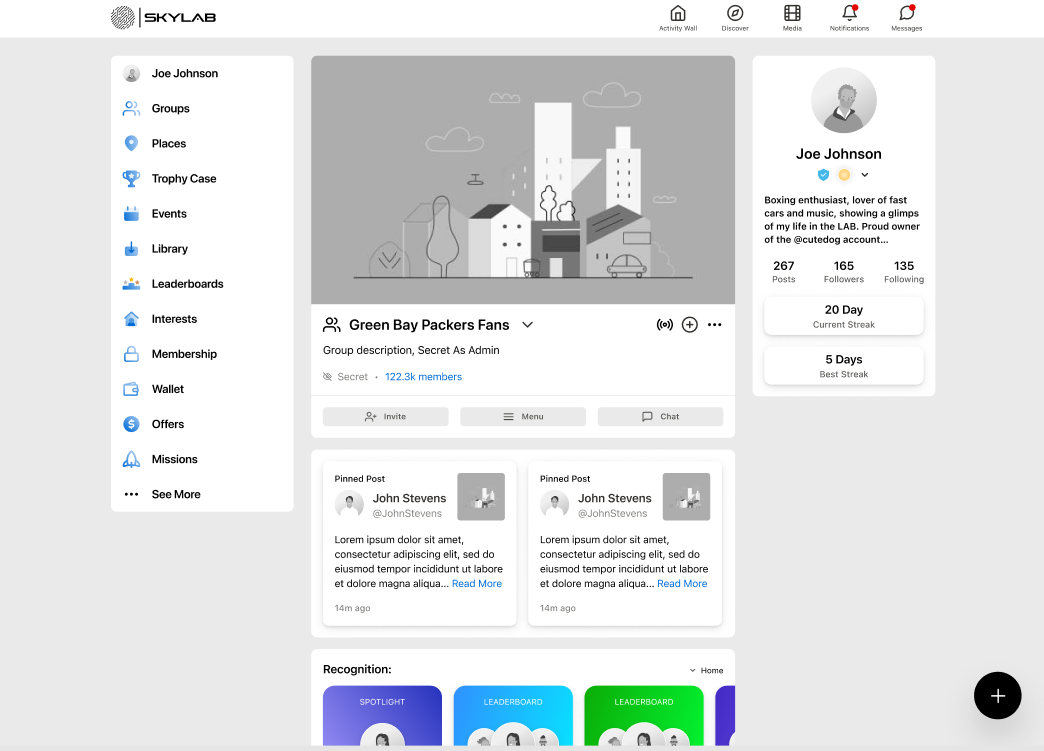 SKYLAB
Activity Wall
Discover
Media
Notifications
Messages
Joe Johnson
Groups
Places
Trophy Case
Events
Library
Leaderboards
Interests
Membership
Wallet
Offers
Missions
See More
Green Bay Packers Fans
Group description, Secret As Admin
Secret • 122.3k members
Invite
Menu
Chat
Pinned Post
John Stevens
@JohnStevens
Lorem ipsum dolor sit amet,
consectetur adipiscing elit, sed do
eiusmod tempor incididunt ut labore
et dolore magna aliqua... Read More
14m ago
Pinned Post
John Stevens
@JohnStevens
Lorem ipsum dolor sit amet,
consectetur adipiscing elit, sed do
eiusmod tempor incididunt ut labore
et dolore magna aliqua... Read More
14m ago
Recognition:
Home
SPOTLIGHT
LEADERBOARD
LEADERBOARD
Joe Johnson
Boxing enthusiast, lover of fast
cars and music, showing a glimps
of my life in the LAB. Proud owner
of the @cutedog account...
267
Posts
165
Followers
135
Following
20 Day
Current Streak
5 Days
Best Streak